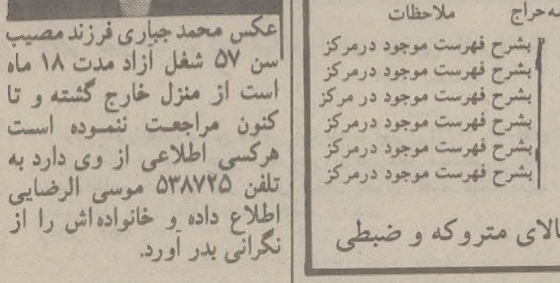 مه‌حراج ملاحظات
بشرح فهرست موجود درمرکز
بشرح فهرست موجود درمرکز
بشرح فهرست موجود در مرکز
بشرح فهرست موجود درمرکز
بشرح فهرست موجود درمرکز
بشرح فهرست موجود درمرکز
الای متروکه و ضبطی
عکس محمد جباری فرزند مصیب
سن ۵۷ شغل آزاد مدت ۱۸ ماه
است از منزل خارج گشته و تا
کنون مراجعت ننموده است
هرکسی اطلاعی از وی دارد به
تلفن ۵۳۸۷۲۵ موسی الرضایی
اطلاع داده و خانواده‌اش را از
نگرانی بدر آورد.